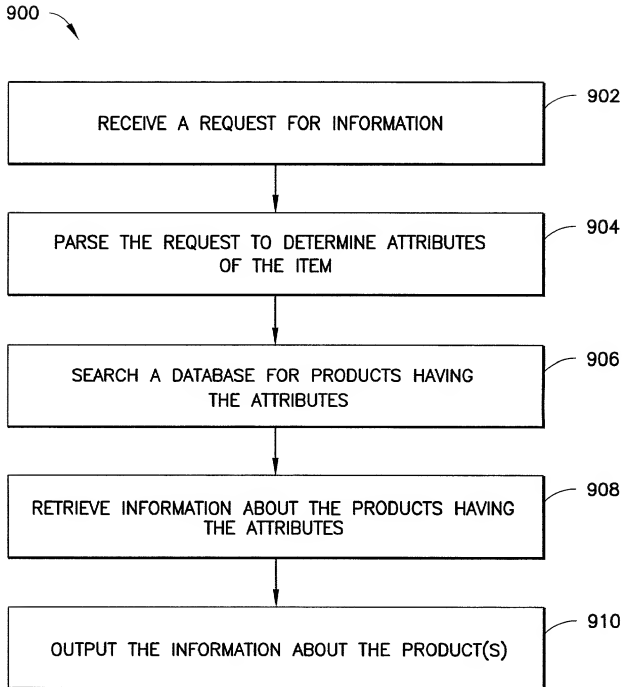 900
902
RECEIVE A REQUEST FOR INFORMATION
904
PARSE THE REQUEST TO DETERMINE ATTRIBUTES
OF THE ITEM
906
SEARCH A DATABASE FOR PRODUCTS HAVING
THE ATTRIBUTES
908
RETRIEVE INFORMATION ABOUT THE PRODUCTS HAVING
THE ATTRIBUTES
910
OUTPUT THE INFORMATION ABOUT THE PRODUCT(S)